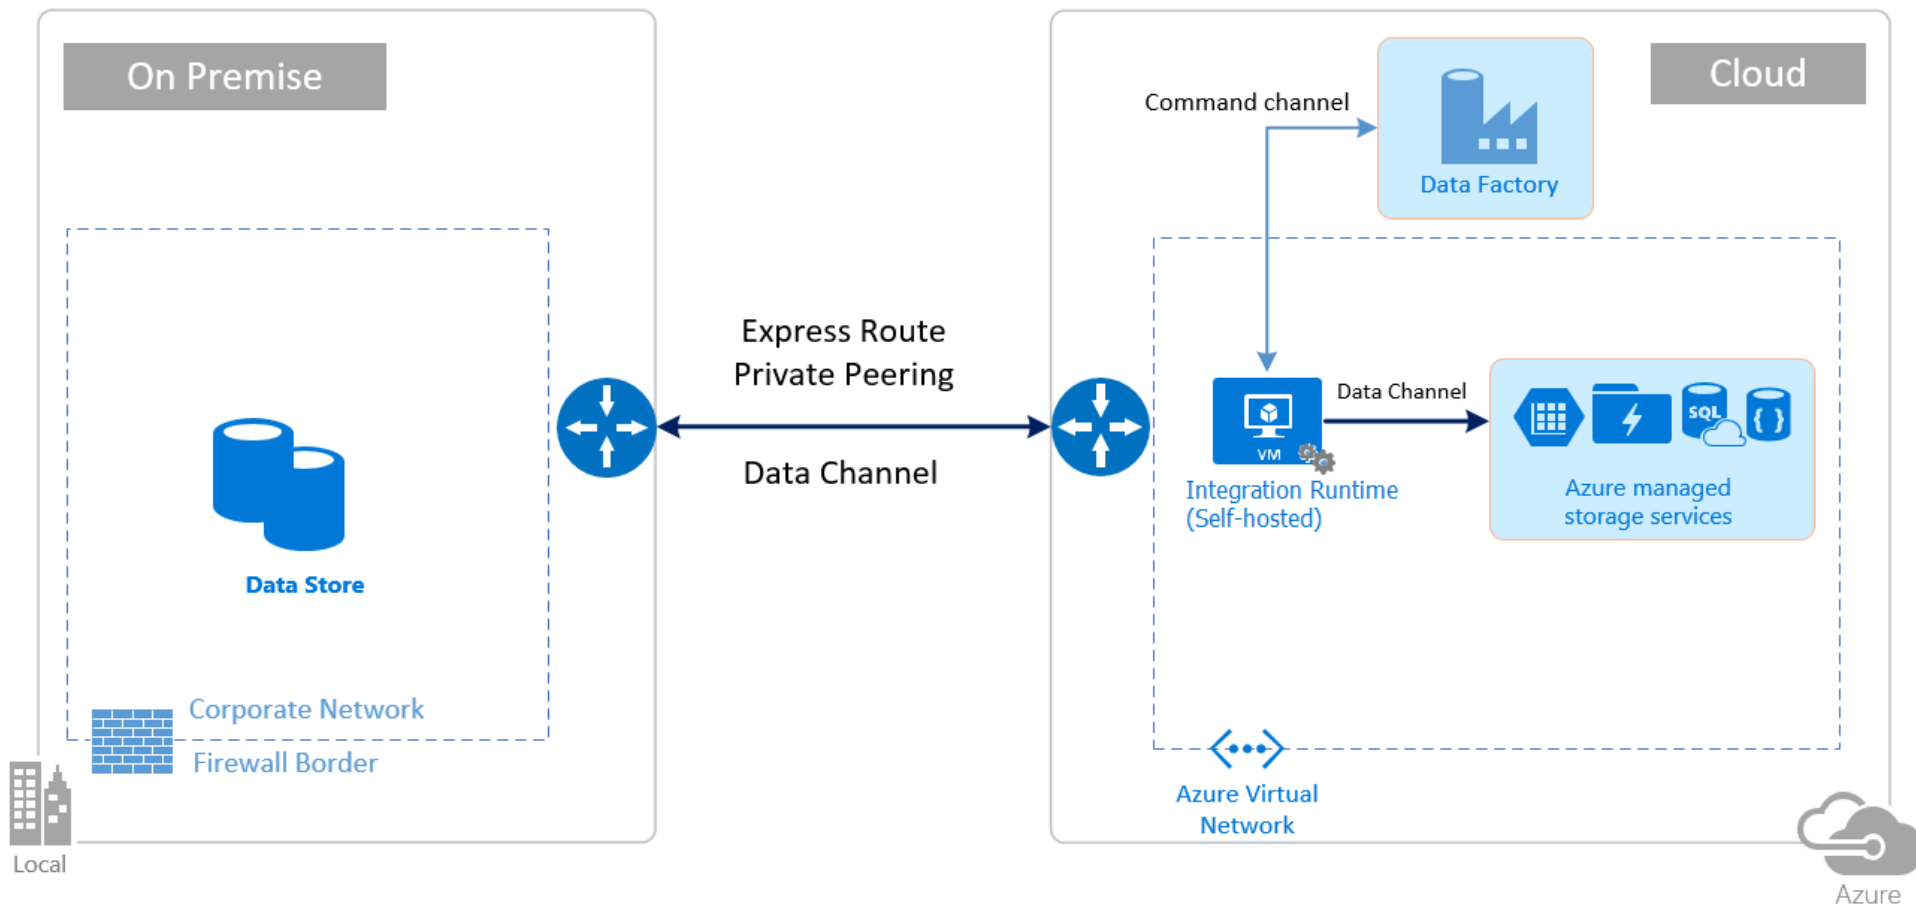 On Premise
Cloud
Command channel
Data Factory
Express Route
Private Peering
Data Channel
Data Channel
SQL
{ }
VM
Integration Runtime
(Self-hosted)
Azure managed
storage services
Data Store
Corporate Network
Firewall Border
Azure Virtual
Network
Local
Azure